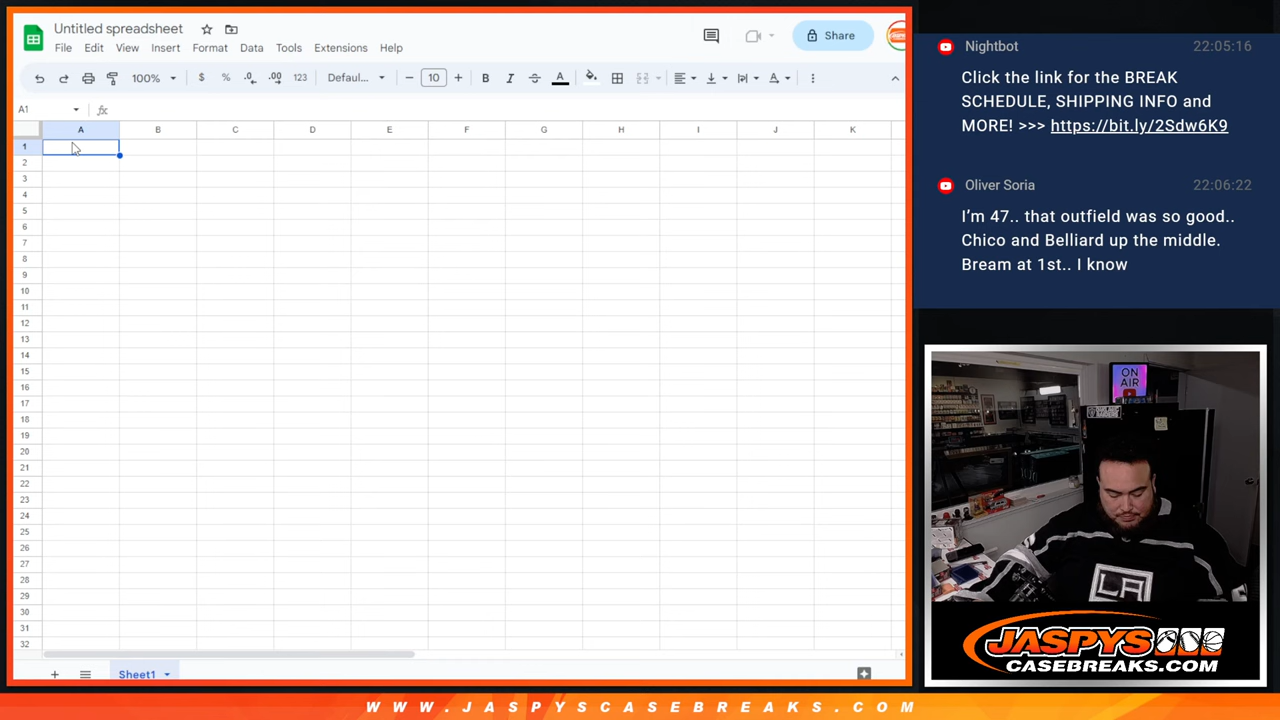 Untitled spreadsheet
File Edit View Insert Format Data Tools Extensions Help
Share
100% $ % .0 .00 123 Defaul... 10 B I S A
A1 fx
A B C D E F G H I J K
1
2
3
4
5
6
7
8
9
10
11
12
13
14
15
16
17
18
19
20
21
22
23
24
25
26
27
28
29
30
31
32
Sheet1
Nightbot 22:05:16
Click the link for the BREAK
SCHEDULE, SHIPPING INFO and
MORE! >>> https://bit.ly/2Sdw6K9
Oliver Soria 22:06:22
I’m 47.. that outfield was so good..
Chico and Belliard up the middle.
Bream at 1st.. I know
ON
AIR
LA
JASPYS
CASEBREAKS.COM
WWW.JASPYSCASEBREAKS.COM